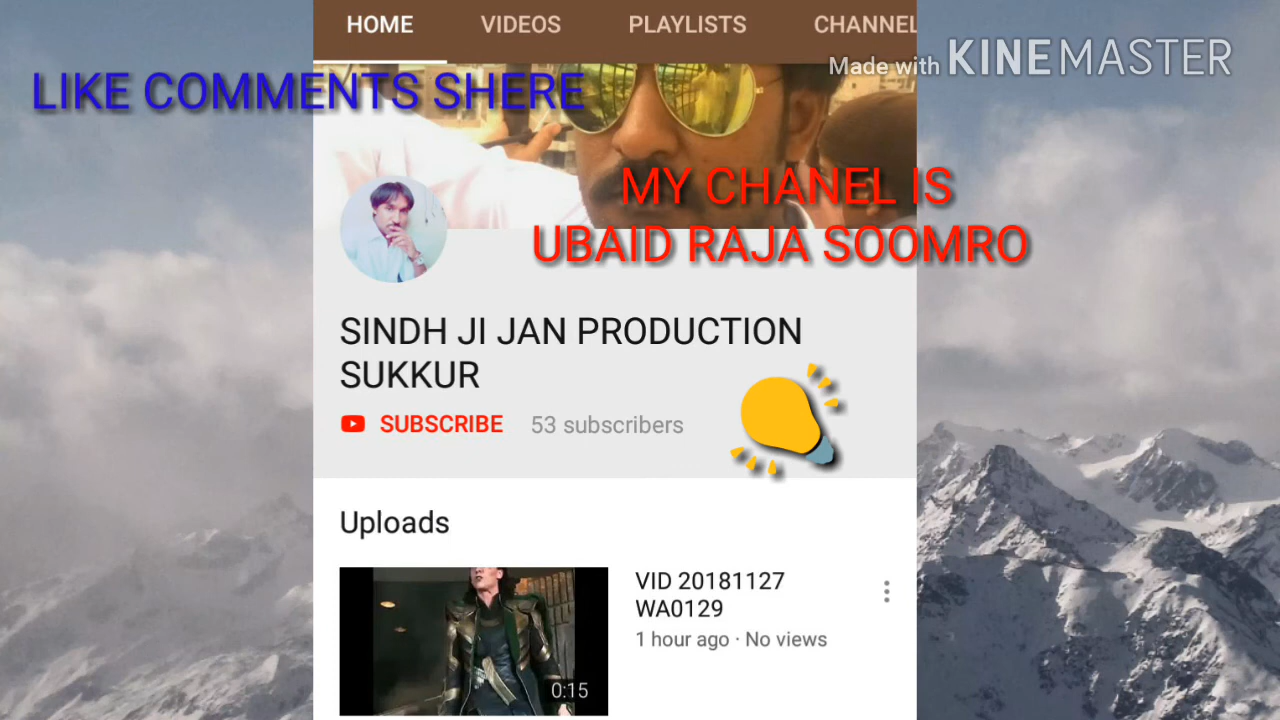 HOME VIDEOS PLAYLISTS CHANNEL
Made with KINEMASTER
LIKE COMMENTS SHERE
MY CHANEL IS
UBAID RAJA SOOMRO
SINDH JI JAN PRODUCTION
SUKKUR
SUBSCRIBE 53 subscribers
Uploads
VID 20181127
WA0129
1 hour ago · No views
0:15